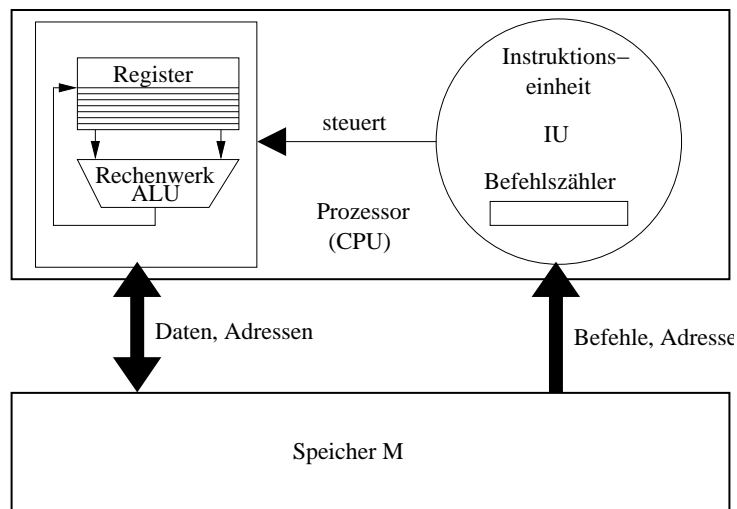 Register
Rechenwerk
ALU
steuert
Prozessor
(CPU)
Instruktions–
einheit
IU
Befehlszähler
Daten, Adressen
Befehle, Adresse
Speicher M